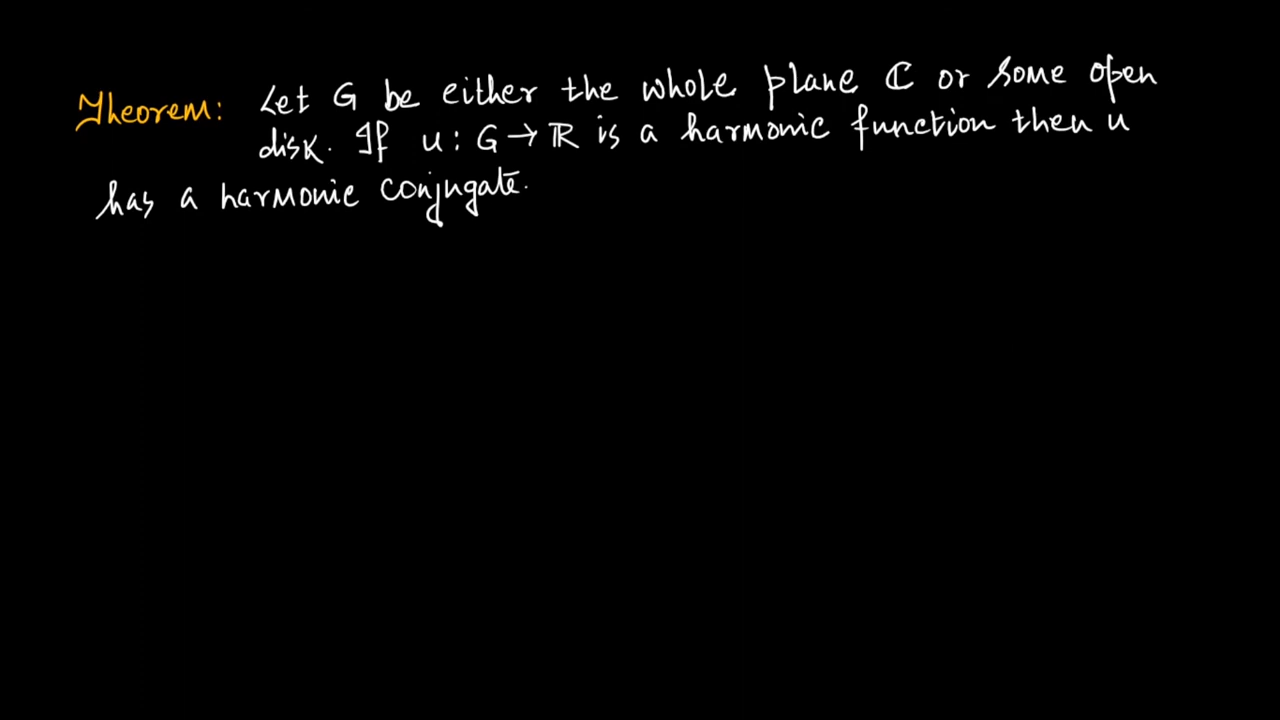 Theorem: Let G be either the whole plane ℂ or some open
disk. If u : G → ℝ is a harmonic function then u
has a harmonic conjugate.